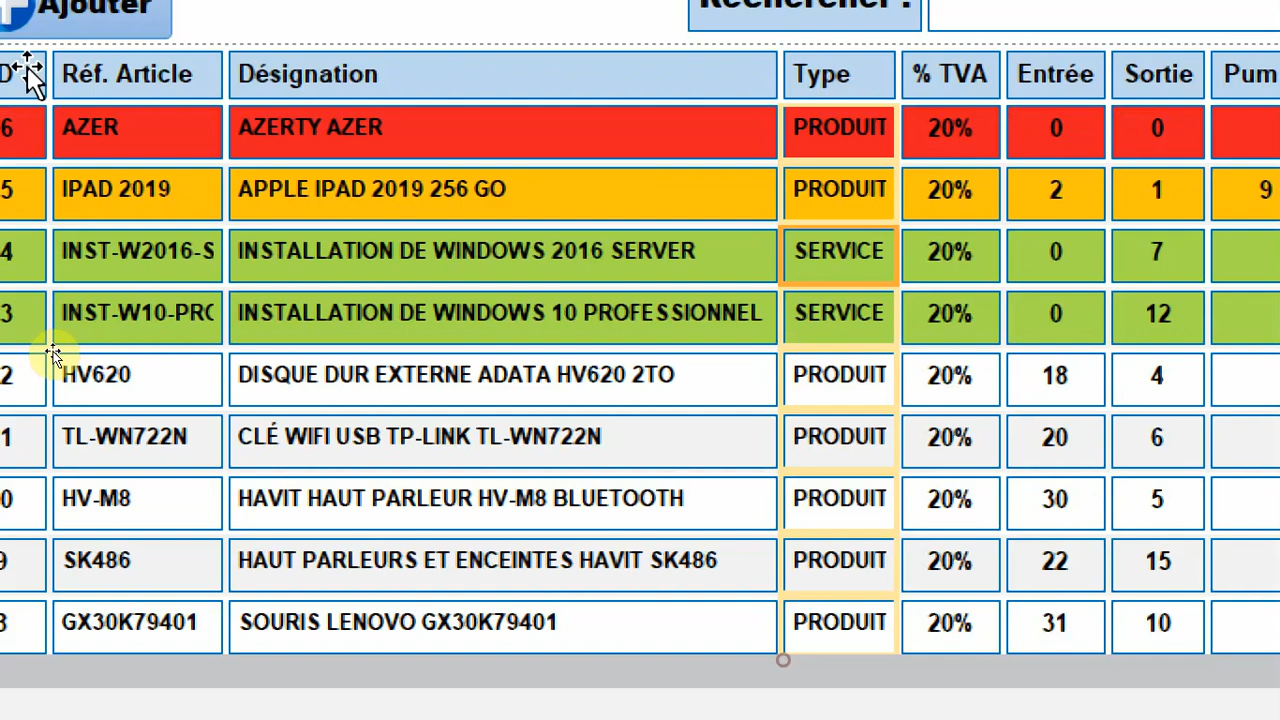 Ajouter Rechercher :
D Réf. Article Désignation Type % TVA Entrée Sortie Pum
6 AZER AZERTY AZER PRODUIT 20% 0 0
5 IPAD 2019 APPLE IPAD 2019 256 GO PRODUIT 20% 2 1 9
4 INST-W2016-S INSTALLATION DE WINDOWS 2016 SERVER SERVICE 20% 0 7
3 INST-W10-PRO INSTALLATION DE WINDOWS 10 PROFESSIONNEL SERVICE 20% 0 12
2 HV620 DISQUE DUR EXTERNE ADATA HV620 2TO PRODUIT 20% 18 4
1 TL-WN722N CLÉ WIFI USB TP-LINK TL-WN722N PRODUIT 20% 20 6
0 HV-M8 HAVIT HAUT PARLEUR HV-M8 BLUETOOTH PRODUIT 20% 30 5
9 SK486 HAUT PARLEURS ET ENCEINTES HAVIT SK486 PRODUIT 20% 22 15
8 GX30K79401 SOURIS LENOVO GX30K79401 PRODUIT 20% 31 10